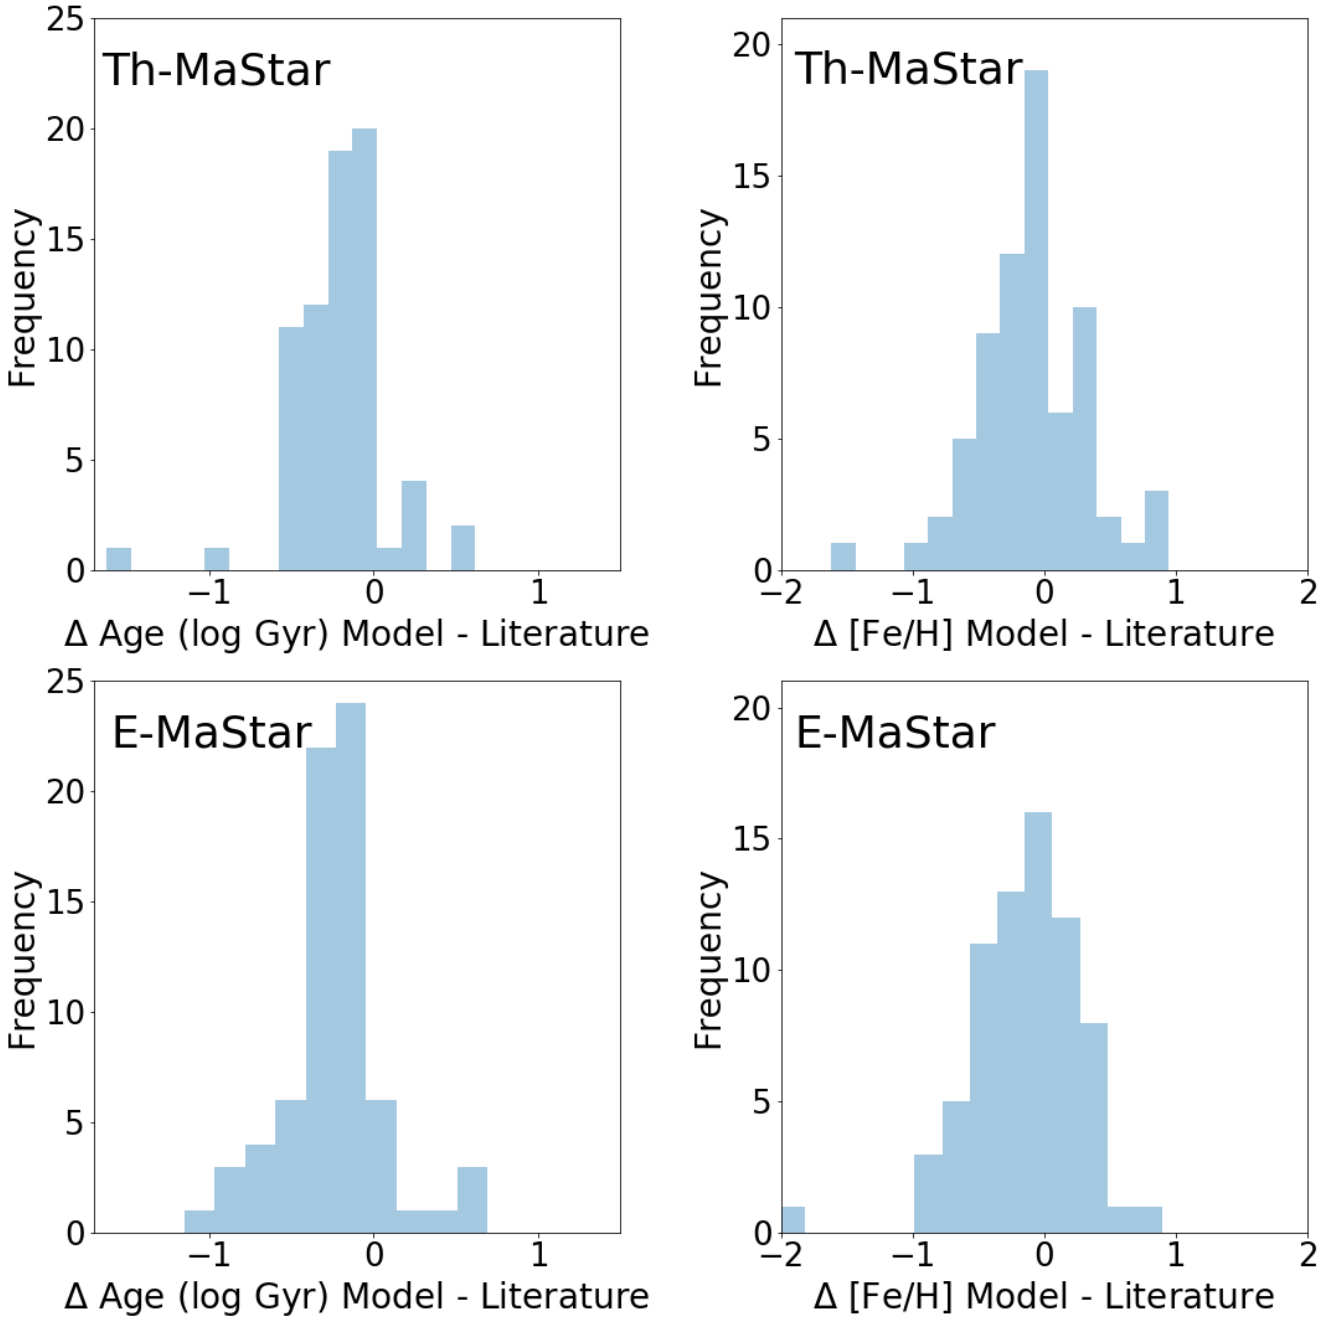 25
20
15
10
5
0
Frequency
Th-MaStar
−1 0 1
Δ Age (log Gyr) Model - Literature
20
15
10
5
0
Frequency
Th-MaStar
−2 −1 0 1 2
Δ [Fe/H] Model - Literature
25
20
15
10
5
0
Frequency
E-MaStar
−1 0 1
Δ Age (log Gyr) Model - Literature
20
15
10
5
0
Frequency
E-MaStar
−2 −1 0 1 2
Δ [Fe/H] Model - Literature